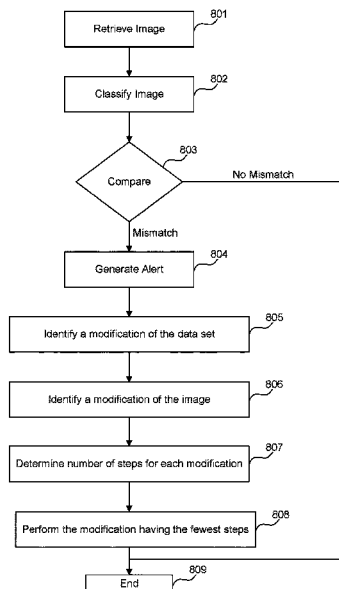 801
Retrieve Image
802
Classify Image
803
Compare
No Mismatch
Mismatch
804
Generate Alert
805
Identify a modification of the data set
806
Identify a modification of the image
807
Determine number of steps for each modification
808
Perform the modification having the fewest steps
End
809